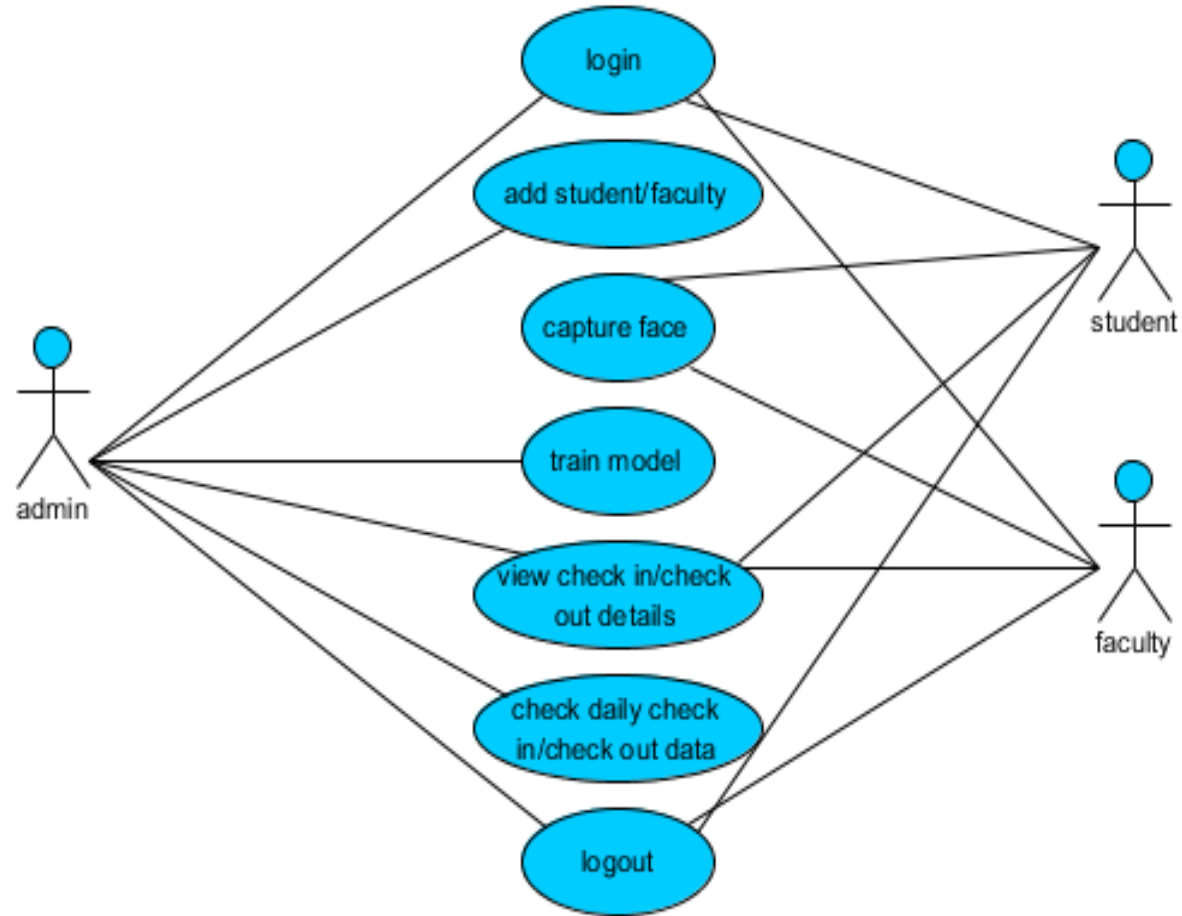 login
add student/faculty
capture face
student
train model
admin
view check in/check
out details
faculty
check daily check
in/check out data
logout